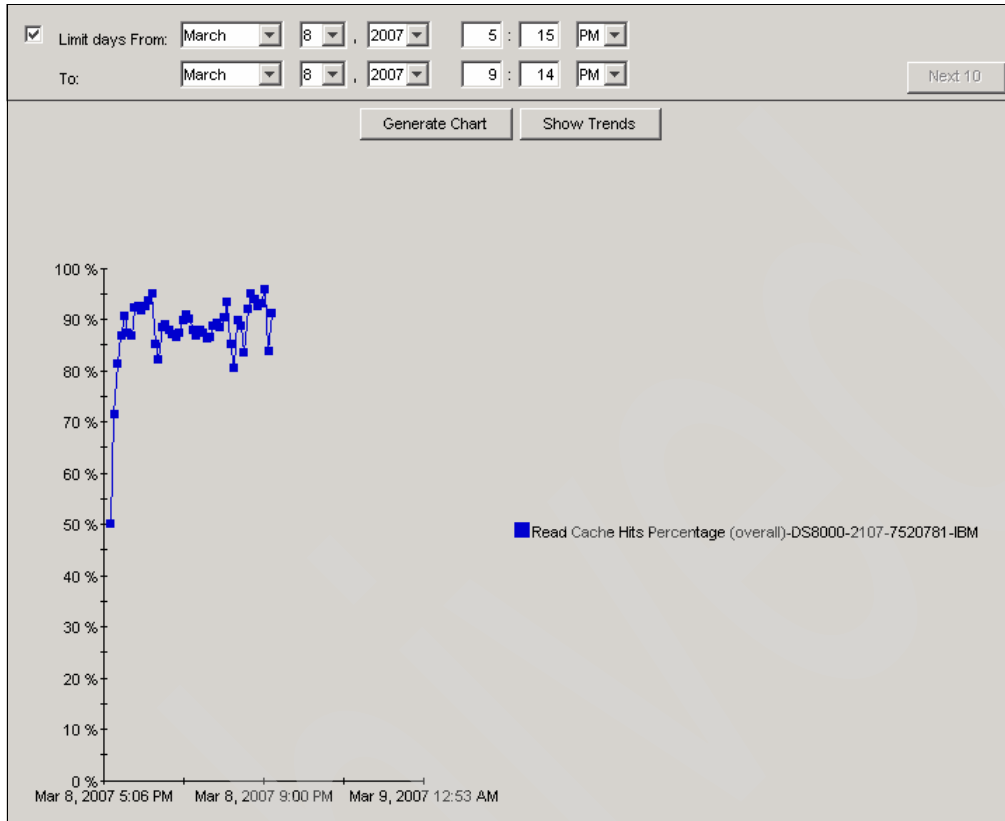 Limit days From: March 8 , 2007 5 : 15 PM
To: March 8 , 2007 9 : 14 PM
Next 10
Generate Chart Show Trends
100 %
90 %
80 %
70 %
60 %
50 %
Read Cache Hits Percentage (overall)-DS8000-2107-7520781-IBM
40 %
30 %
20 %
10 %
0 %
Mar 8, 2007 5:06 PM Mar 8, 2007 9:00 PM Mar 9, 2007 12:53 AM